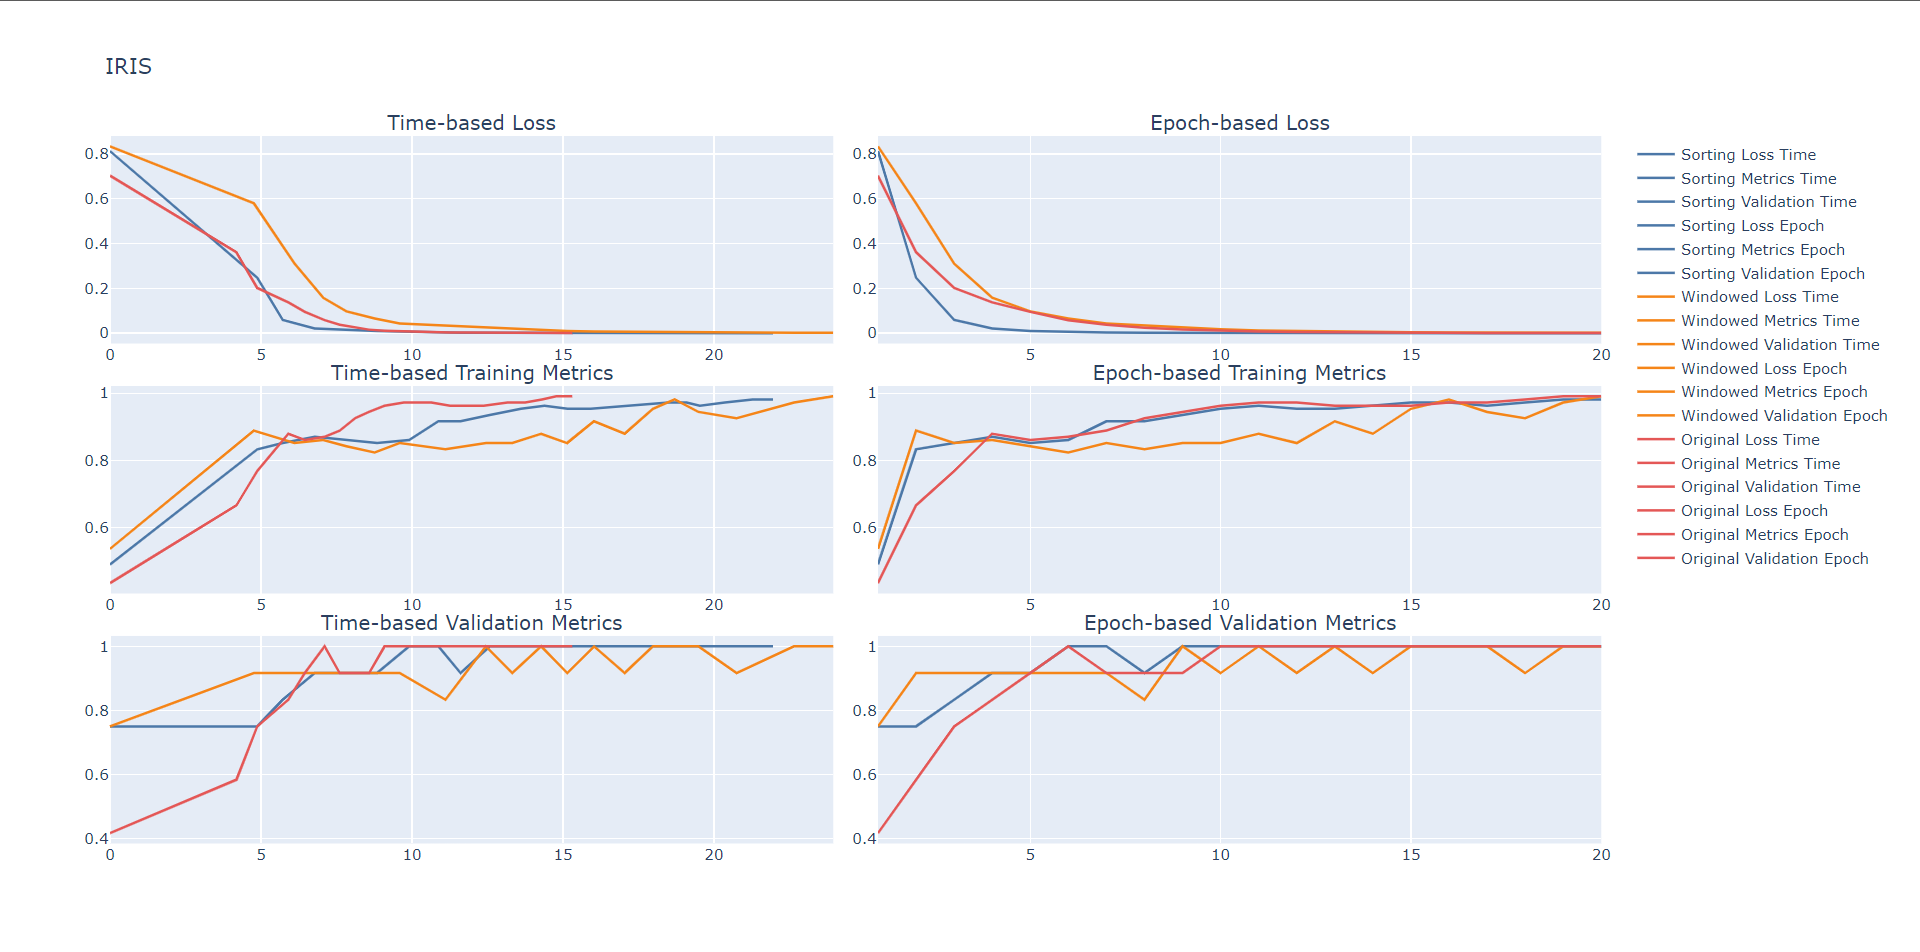 IRIS
Time-based Loss
0.8
0.6
0.4
0.2
0
0 5 10 15 20
Epoch-based Loss
0.8
0.6
0.4
0.2
0
5 10 15 20
Time-based Training Metrics
1
0.8
0.6
0 5 10 15 20
Epoch-based Training Metrics
1
0.8
0.6
5 10 15 20
Time-based Validation Metrics
1
0.8
0.6
0.4
0 5 10 15 20
Epoch-based Validation Metrics
1
0.8
0.6
0.4
5 10 15 20
Sorting Loss Time
Sorting Metrics Time
Sorting Validation Time
Sorting Loss Epoch
Sorting Metrics Epoch
Sorting Validation Epoch
Windowed Loss Time
Windowed Metrics Time
Windowed Validation Time
Windowed Loss Epoch
Windowed Metrics Epoch
Windowed Validation Epoch
Original Loss Time
Original Metrics Time
Original Validation Time
Original Loss Epoch
Original Metrics Epoch
Original Validation Epoch